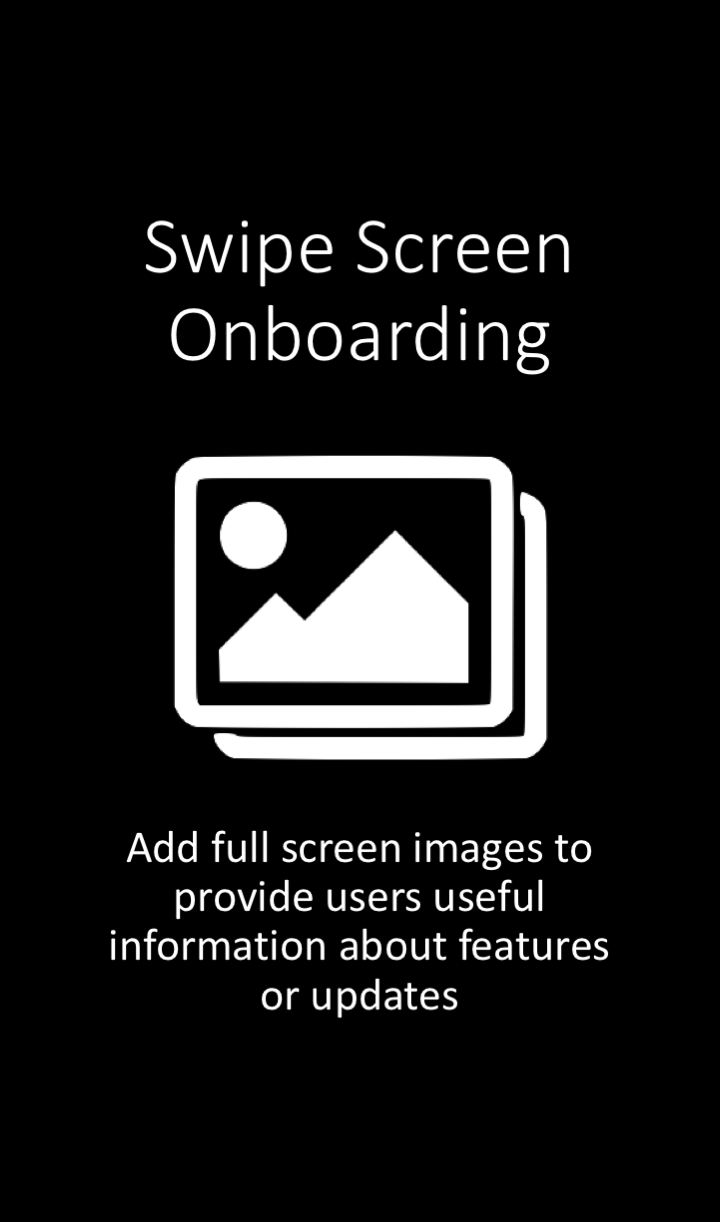 Swipe Screen
Onboarding
Add full screen images to
provide users useful
information about features
or updates